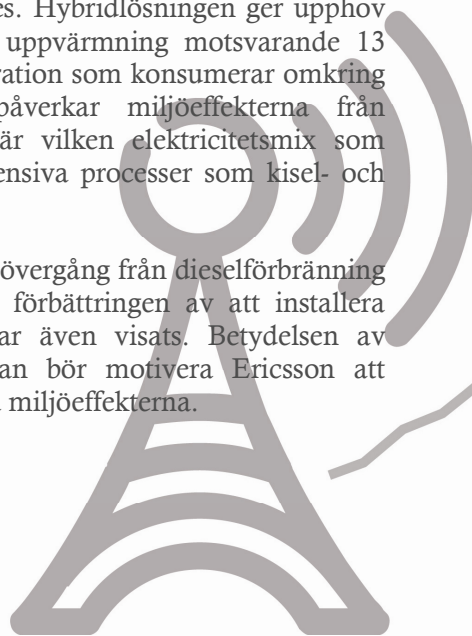 es. Hybridlösningen ger upphov
uppvärmning motsvarande 13
ration som konsumerar omkring
påverkar miljöeffekterna från
är vilken elektricitetsmix som
ensiva processer som kisel- och
övergång från dieselförbränning
förbättringen av att installera
ar även visats. Betydelsen av
an bör motivera Ericsson att
miljöeffekterna.